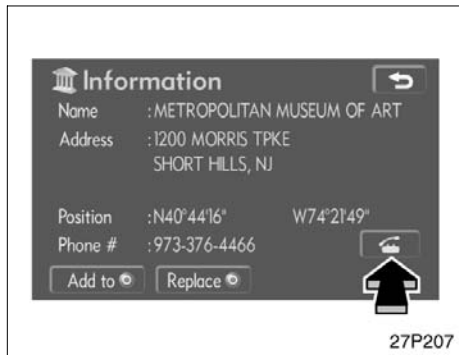 Information
Name : METROPOLITAN MUSEUM OF ART
Address : 1200 MORRIS TPKE
SHORT HILLS, NJ
Position : N40°44'16" W74°21'49"
Phone # : 973-376-4466
Add to Replace
27P207